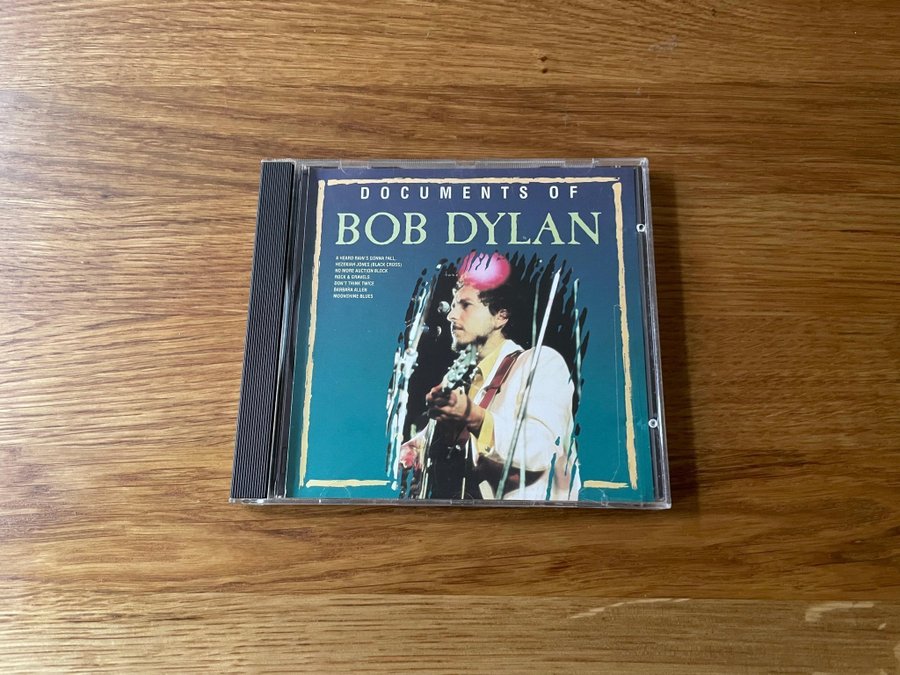 DOCUMENTS OF
BOB DYLAN
A HEARD RAIN'S GONNA FALL,
HEZEKIAH JONES (BLACK CROSS)
NO MORE AUCTION BLOCK
ROCK & GRAVELS
DON'T THINK TWICE
BARBARA ALLEN
MOONSHINE BLUES